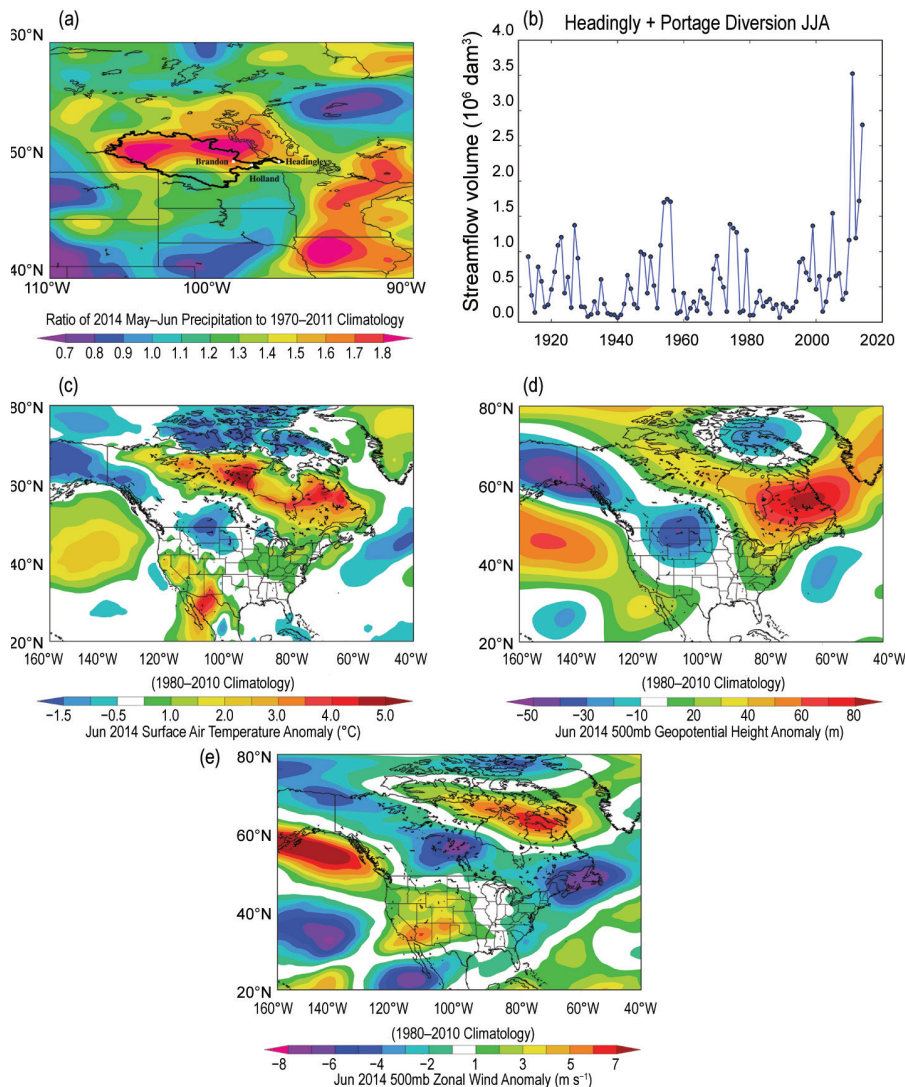 (a)
60°N
50°N
40°N
110°W
100°W
90°W
Brandon
Headingley
Holland
Ratio of 2014 May–Jun Precipitation to 1970–2011 Climatology
0.7 0.8 0.9 1.0 1.1 1.2 1.3 1.4 1.5 1.6 1.7 1.8
(b)
Headingly + Portage Diversion JJA
Streamflow volume (10⁶ dam³)
4.0
3.5
3.0
2.5
2.0
1.5
1.0
0.5
0.0
1920 1940 1956 1980 2000 2020
(c)
80°N
60°N
40°N
20°N
160°W 140°W 120°W 100°W 80°W 60°W 40°W
(1980–2010 Climatology)
−1.5 −0.5 1.0 2.0 3.0 4.0 5.0
Jun 2014 Surface Air Temperature Anomaly (°C)
(d)
80°N
60°N
40°N
20°N
160°W 140°W 120°W 100°W 80°W 60°W 40W
(1980–2010 Climatology)
−50 −30 −10 20 40 60 80
Jun 2014 500mb Geopotential Height Anomaly (m)
(e)
80°N
60°N
40°N
20°N
160°W 140°W 120°W 100°W 80°W 60°W 40°W
(1980–2010 Climatology)
−8 −6 −4 −2 1 3 5 7
Jun 2014 500mb Zonal Wind Anomaly (m s⁻¹)